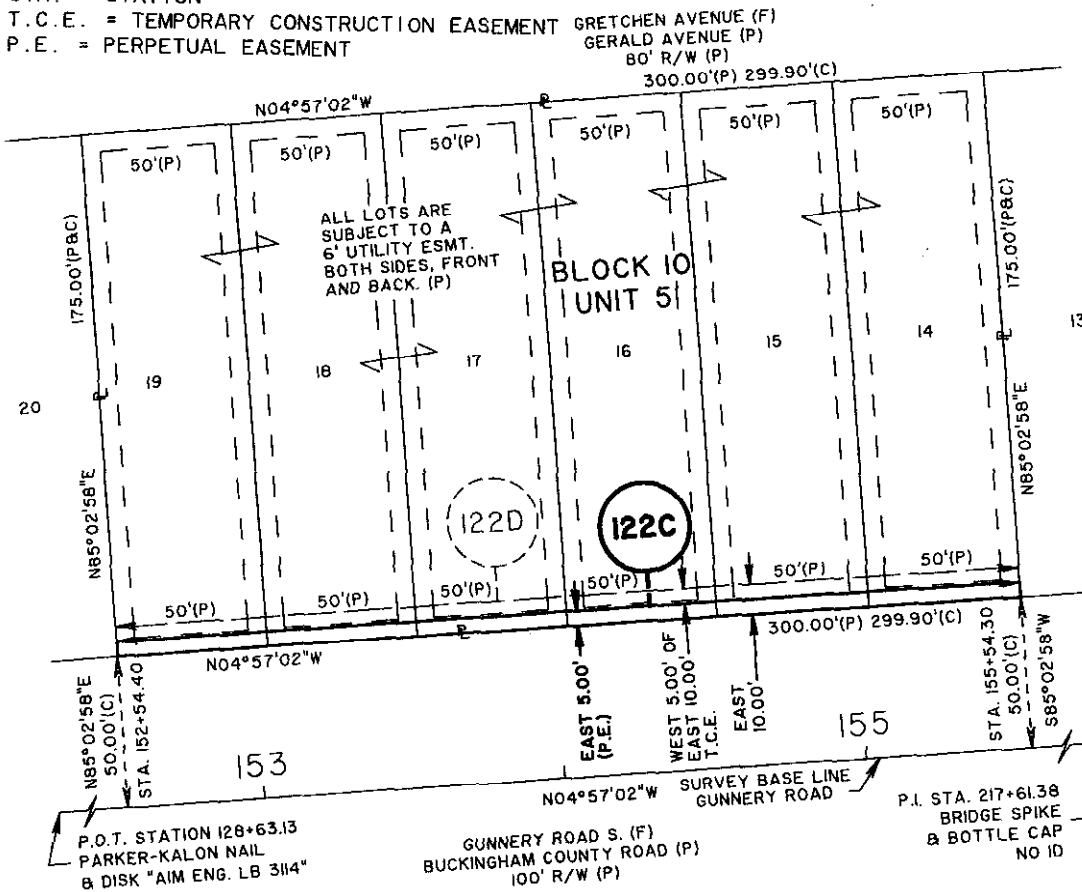 T.C.E. = TEMPORARY CONSTRUCTION EASEMENT
P.E. = PERPETUAL EASEMENT
GRETCHEN AVENUE (F)
GERALD AVENUE (P)
80' R/W (P)
300.00'(P) 299.90'(C)
N04°57'02"W
℄
50'(P)
50'(P)
50'(P)
50'(P)
50'(P)
50'(P)
ALL LOTS ARE
SUBJECT TO A
6' UTILITY ESMT.
BOTH SIDES, FRONT
AND BACK. (P)
BLOCK 10
UNIT 5
175.00'(P&C)
175.00'(P&C)
20
19
18
17
16
15
14
13
N85°02'58"E
N85°02'58"E
122D
122C
50'(P)
50'(P)
50'(P)
50'(P)
50'(P)
50'(P)
300.00'(P) 299.90'(C)
N04°57'02"W
N85°02'58"E
50.00'(C)
STA. 152+54.40
EAST 5.00'
(P.E.)
WEST 5.00' OF
EAST 10.00'
T.C.E.
EAST
10.00'
STA. 155+54.30
50.00'(C)
S85°02'58"W
153
155
N04°57'02"W
SURVEY BASE LINE
GUNNERY ROAD
P.O.T. STATION 128+63.13
PARKER-KALON NAIL
& DISK "AIM ENG. LB 3114"
GUNNERY ROAD S. (F)
BUCKINGHAM COUNTY ROAD (P)
100' R/W (P)
P.I. STA. 217+61.38
BRIDGE SPIKE
& BOTTLE CAP
NO ID